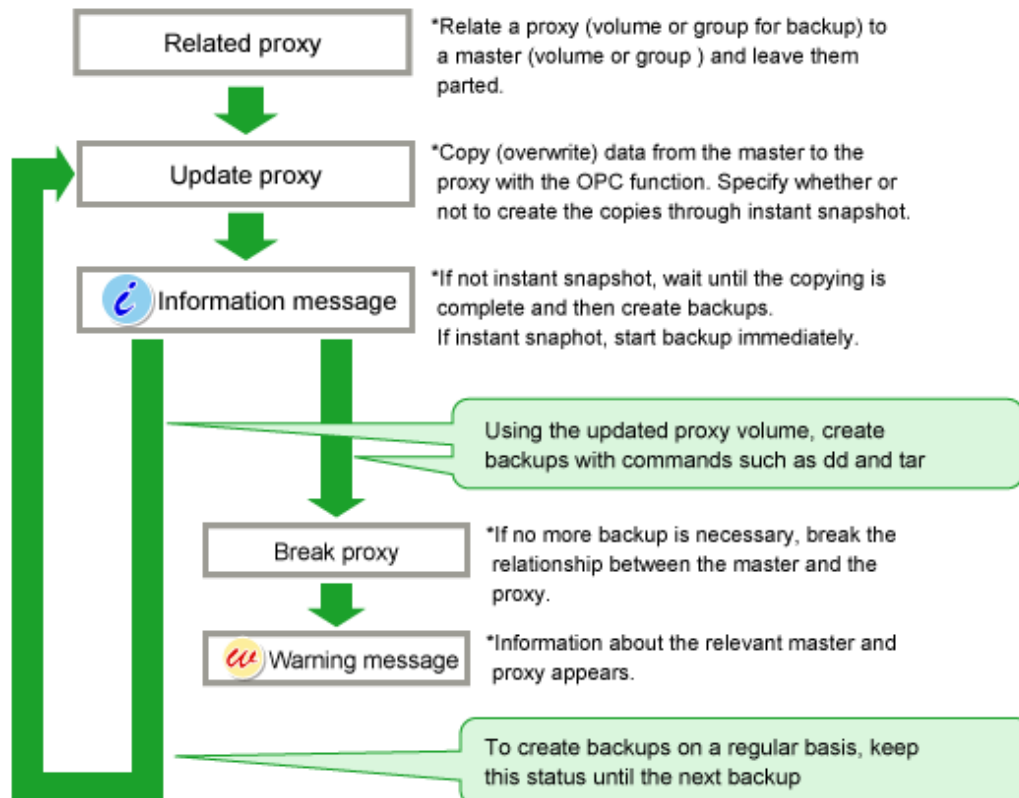 Related proxy
*Relate a proxy (volume or group for backup) to
a master (volume or group ) and leave them
parted.
Update proxy
*Copy (overwrite) data from the master to the
proxy with the OPC function. Specify whether or
not to create the copies through instant snapshot.
i Information message
*If not instant snapshot, wait until the copying is
complete and then create backups.
If instant snaphot, start backup immediately.
Using the updated proxy volume, create
backups with commands such as dd and tar
Break proxy
*If no more backup is necessary, break the
relationship between the master and the
proxy.
w Warning message
*Information about the relevant master and
proxy appears.
To create backups on a regular basis, keep
this status until the next backup